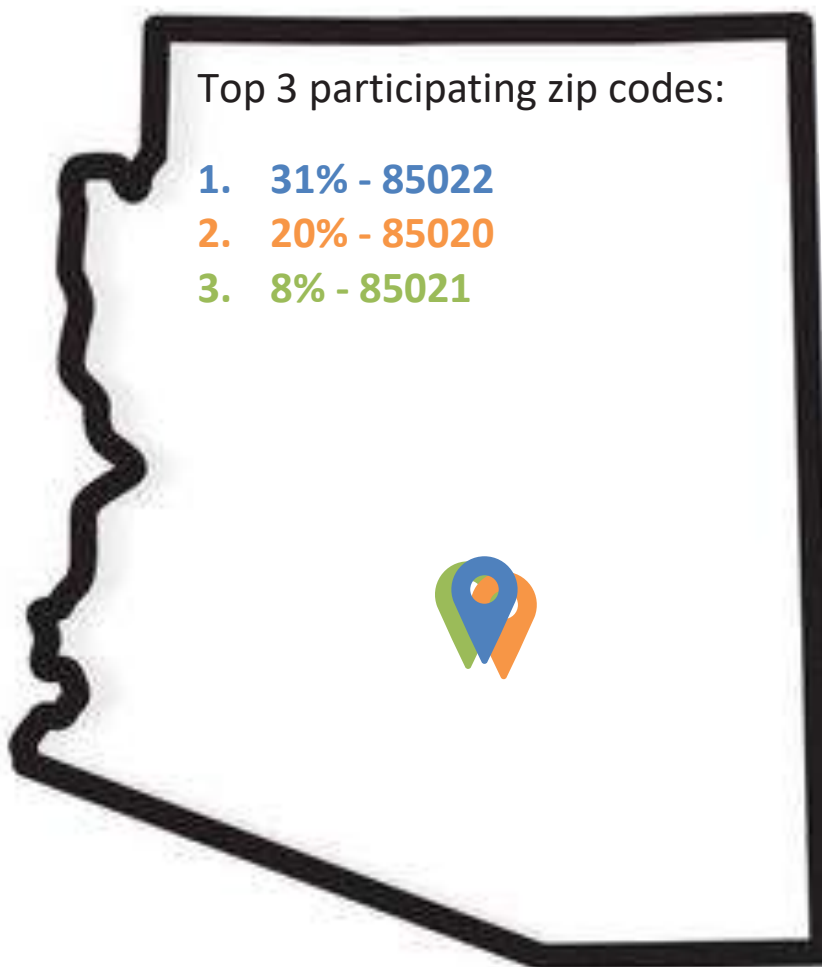 Top 3 participating zip codes:
1. 31% - 85022
2. 20% - 85020
3. 8% - 85021